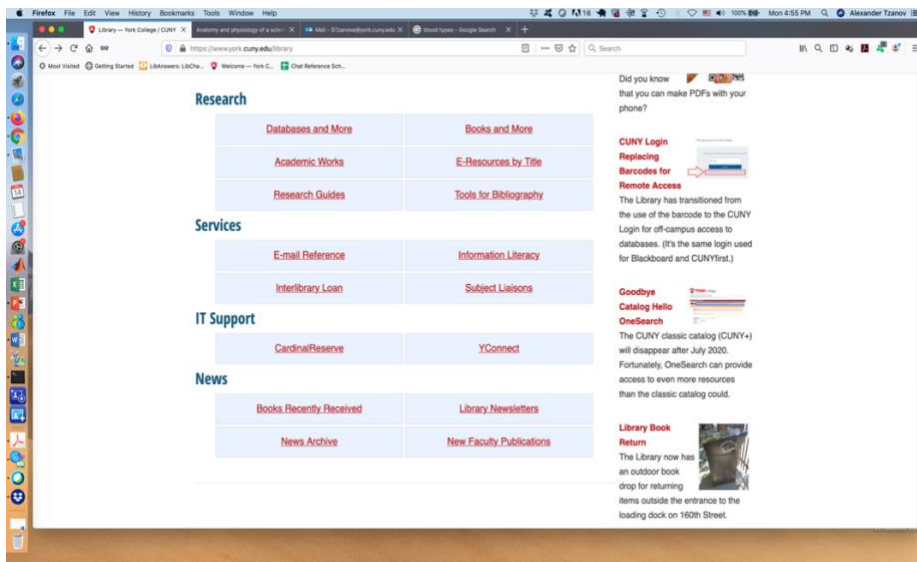 Firefox File Edit View History Bookmarks Tools Window Help
100% Mon 4:55 PM Alexander Tzanov
Library — York College / CUNY
Anatomy and physiology of a scie
Mail - STzanov@york.cuny.edu
blood types - Google Search
https://www.york.cuny.edu/library
Search
Most Visited Getting Started LibAnswers: LibCha... Welcome — York C... Chat Reference Sch...
Research
Databases and More Books and More
Academic Works E-Resources by Title
Research Guides Tools for Bibliography
Services
E-mail Reference Information Literacy
Interlibrary Loan Subject Liaisons
IT Support
CardinalReserve YConnect
News
Books Recently Received Library Newsletters
News Archive New Faculty Publications
Did you know
that you can make PDFs with your
phone?
CUNY Login
Replacing
Barcodes for
Remote Access
The Library has transitioned from
the use of the barcode to the CUNY
Login for off-campus access to
databases. (It's the same login used
for Blackboard and CUNYfirst.)
Goodbye
Catalog Hello
OneSearch
The CUNY classic catalog (CUNY+)
will disappear after July 2020.
Fortunately, OneSearch can provide
access to even more resources
than the classic catalog could.
Library Book
Return
The Library now has
an outdoor book
drop for returning
items outside the entrance to the
loading dock on 160th Street.